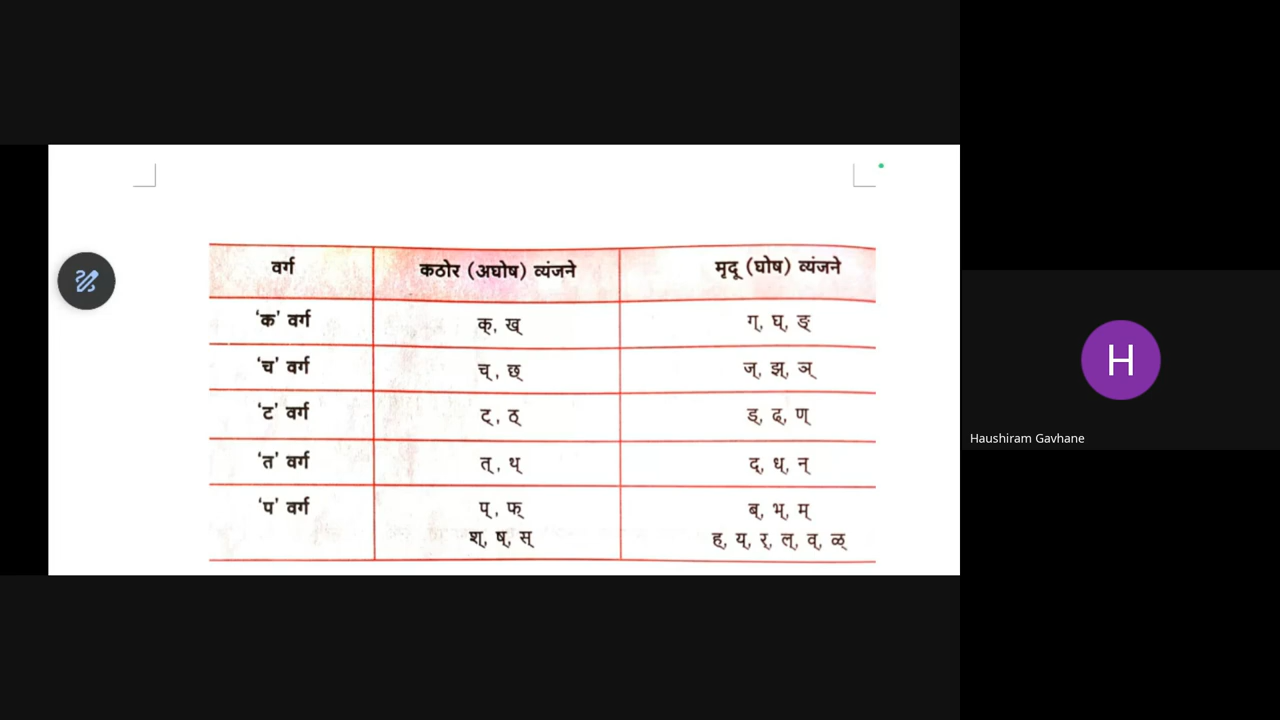 वर्ग कठोर (अघोष) व्यंजने मृदू (घोष) व्यंजने
‘क’ वर्ग क्, ख् ग्, घ्, ङ्
‘च’ वर्ग च्, छ् ज्, झ्, ञ्
‘ट’ वर्ग ट्, ठ् ड्, ढ्, ण्
‘त’ वर्ग त्, थ् द्, ध्, न्
‘प’ वर्ग प्, फ् ब्, भ्, म्
श्, ष्, स् ह्, य्, र्, ल्, व्, ळ्
H
Haushiram Gavhane